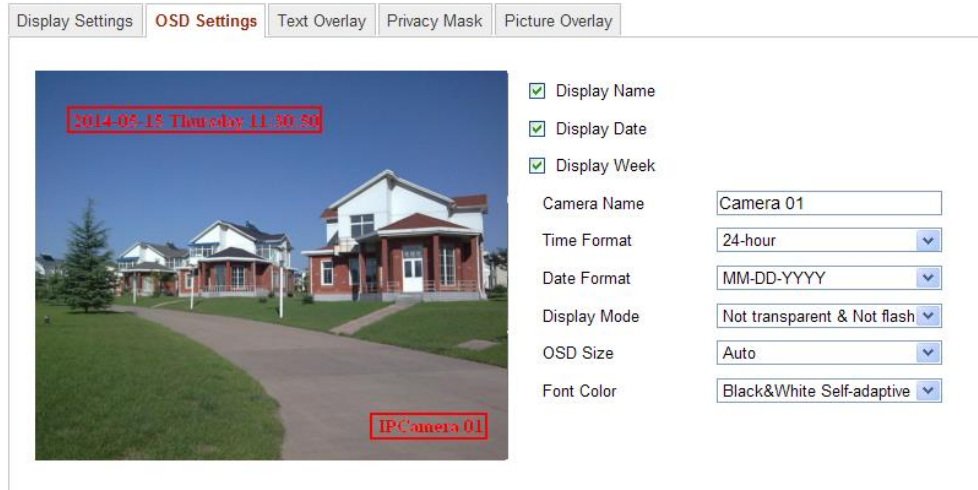 Display Settings OSD Settings Text Overlay Privacy Mask Picture Overlay
2014-05-15 Thursday 11:30:50
IPCamera 01
Display Name
Display Date
Display Week
Camera Name Camera 01
Time Format 24-hour
Date Format MM-DD-YYYY
Display Mode Not transparent & Not flash
OSD Size Auto
Font Color Black&White Self-adaptive